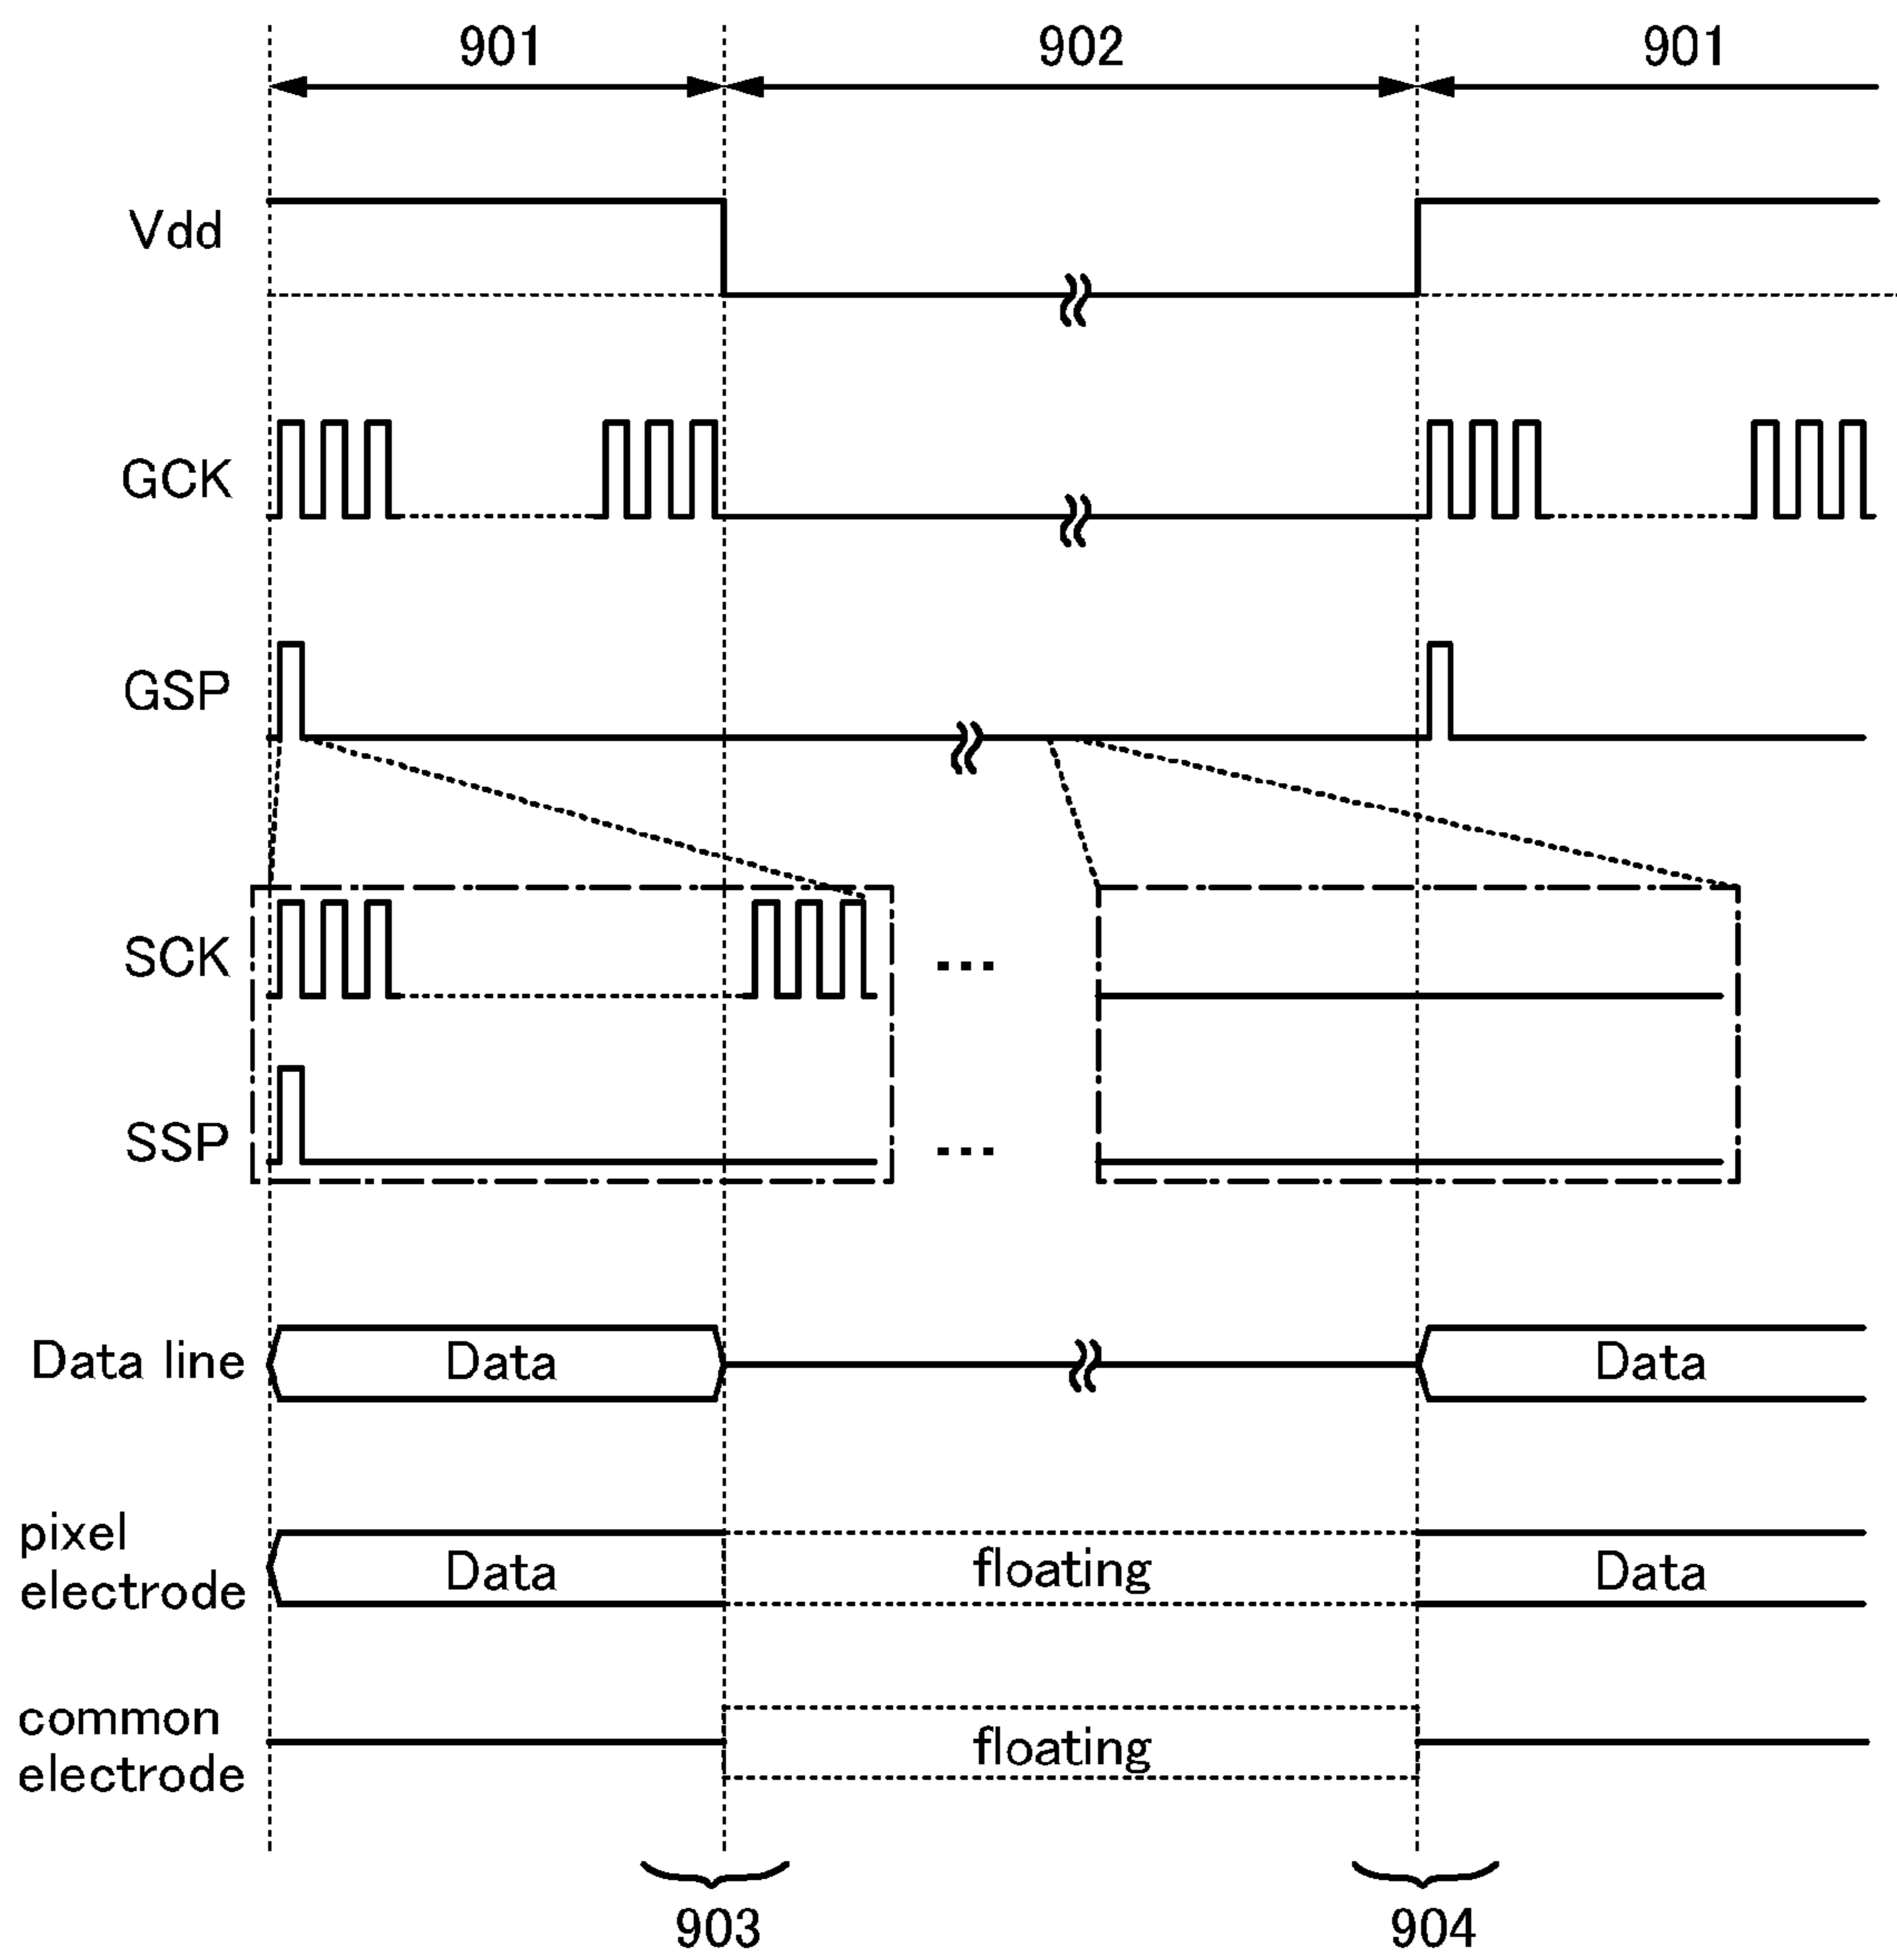 901 902 901
Vdd
GCK
GSP
SCK ...
SSP ...
Data line Data Data
pixel
electrode Data floating Data
common
electrode floating
903 904